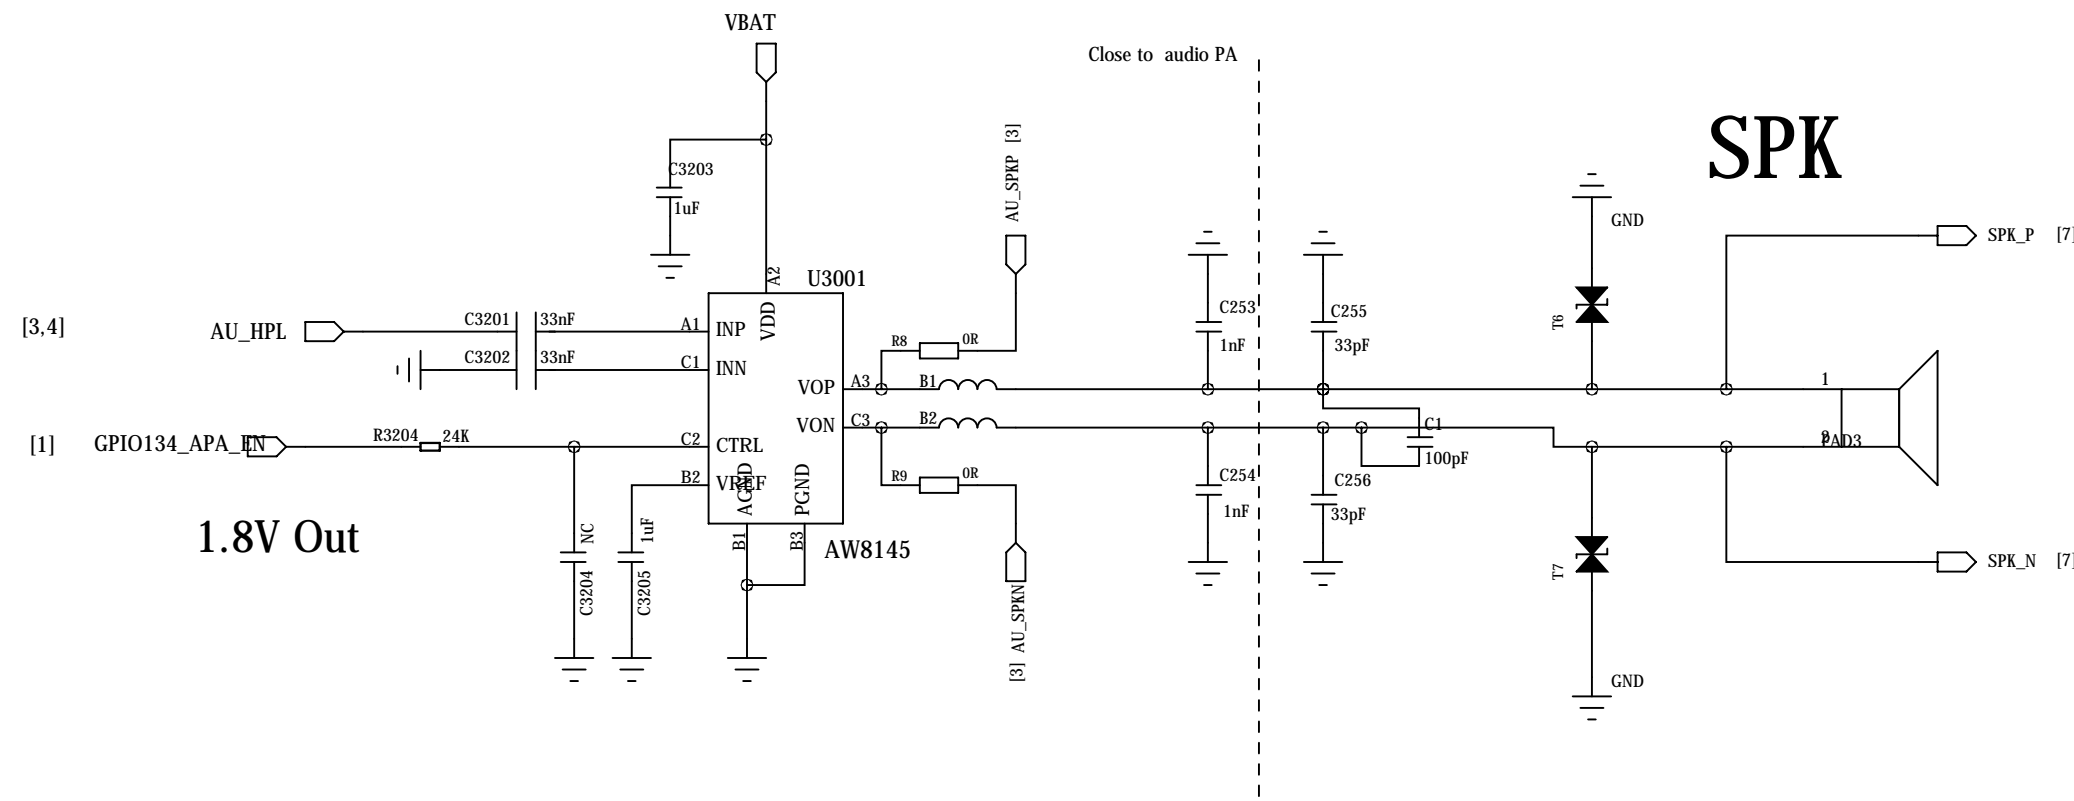 VBAT
Close to audio PA
SPK
AU_SPKP [3]
C3203
1uF
GND
SPK_P [7]
A2
U3001
VDD
[3,4]
AU_HPL
C3201
33nF
A1
INP
C3202
33nF
C1
INN
R8
0R
C253
1nF
C255
33pF
T6
VOP
A3
B1
1
VON
C3
B2
C1
100pF
2
PAD3
[1]
GPIO134_APA_EN
R3204
24K
C2
CTRL
B2
VREF
AGND
PGND
R9
0R
C254
1nF
C256
33pF
1.8V Out
NC
C3204
1uF
C3205
B1
B3
AW8145
[3] AU_SPKN
T7
SPK_N [7]
GND